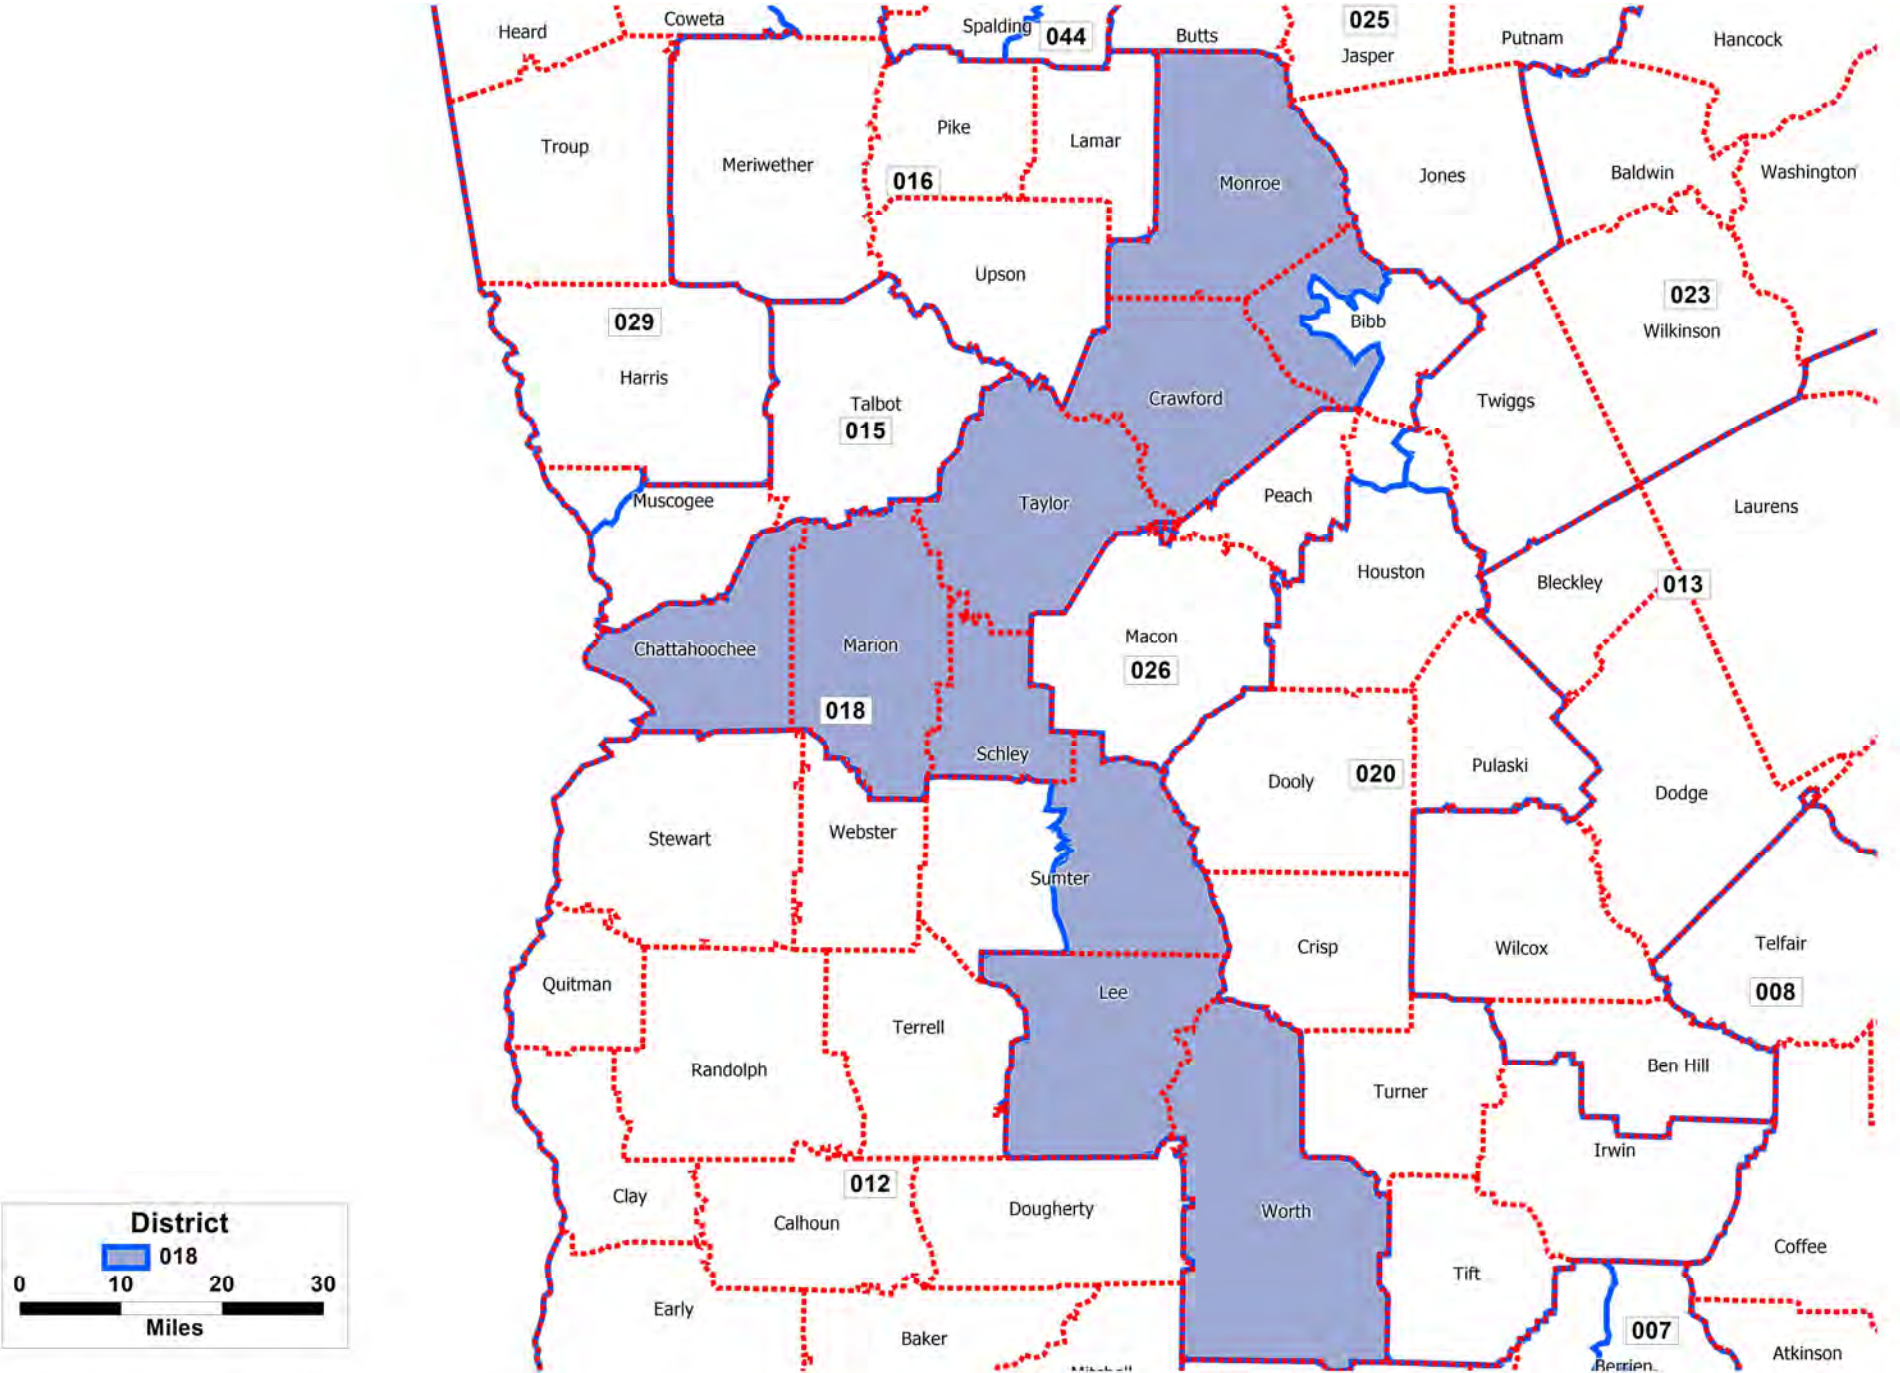 Heard
Coweta
Spalding
044
Butts
025
Jasper
Putnam
Hancock
Troup
Meriwether
Pike
016
Lamar
Monroe
Jones
Baldwin
Washington
Upson
029
Harris
Talbot
015
Bibb
023
Wilkinson
Crawford
Twiggs
Muscogee
Taylor
Peach
Laurens
Houston
Bleckley
013
Chattahoochee
Marion
018
Macon
026
Schley
Dooly
020
Pulaski
Dodge
Stewart
Webster
Sumter
Crisp
Wilcox
Telfair
008
Quitman
Lee
Terrell
Randolph
Turner
Ben Hill
Irwin
Clay
012
Calhoun
Dougherty
Worth
Tift
Coffee
Early
Baker
Mitchell
007
Berrien
Atkinson
District
018
0 10 20 30
Miles